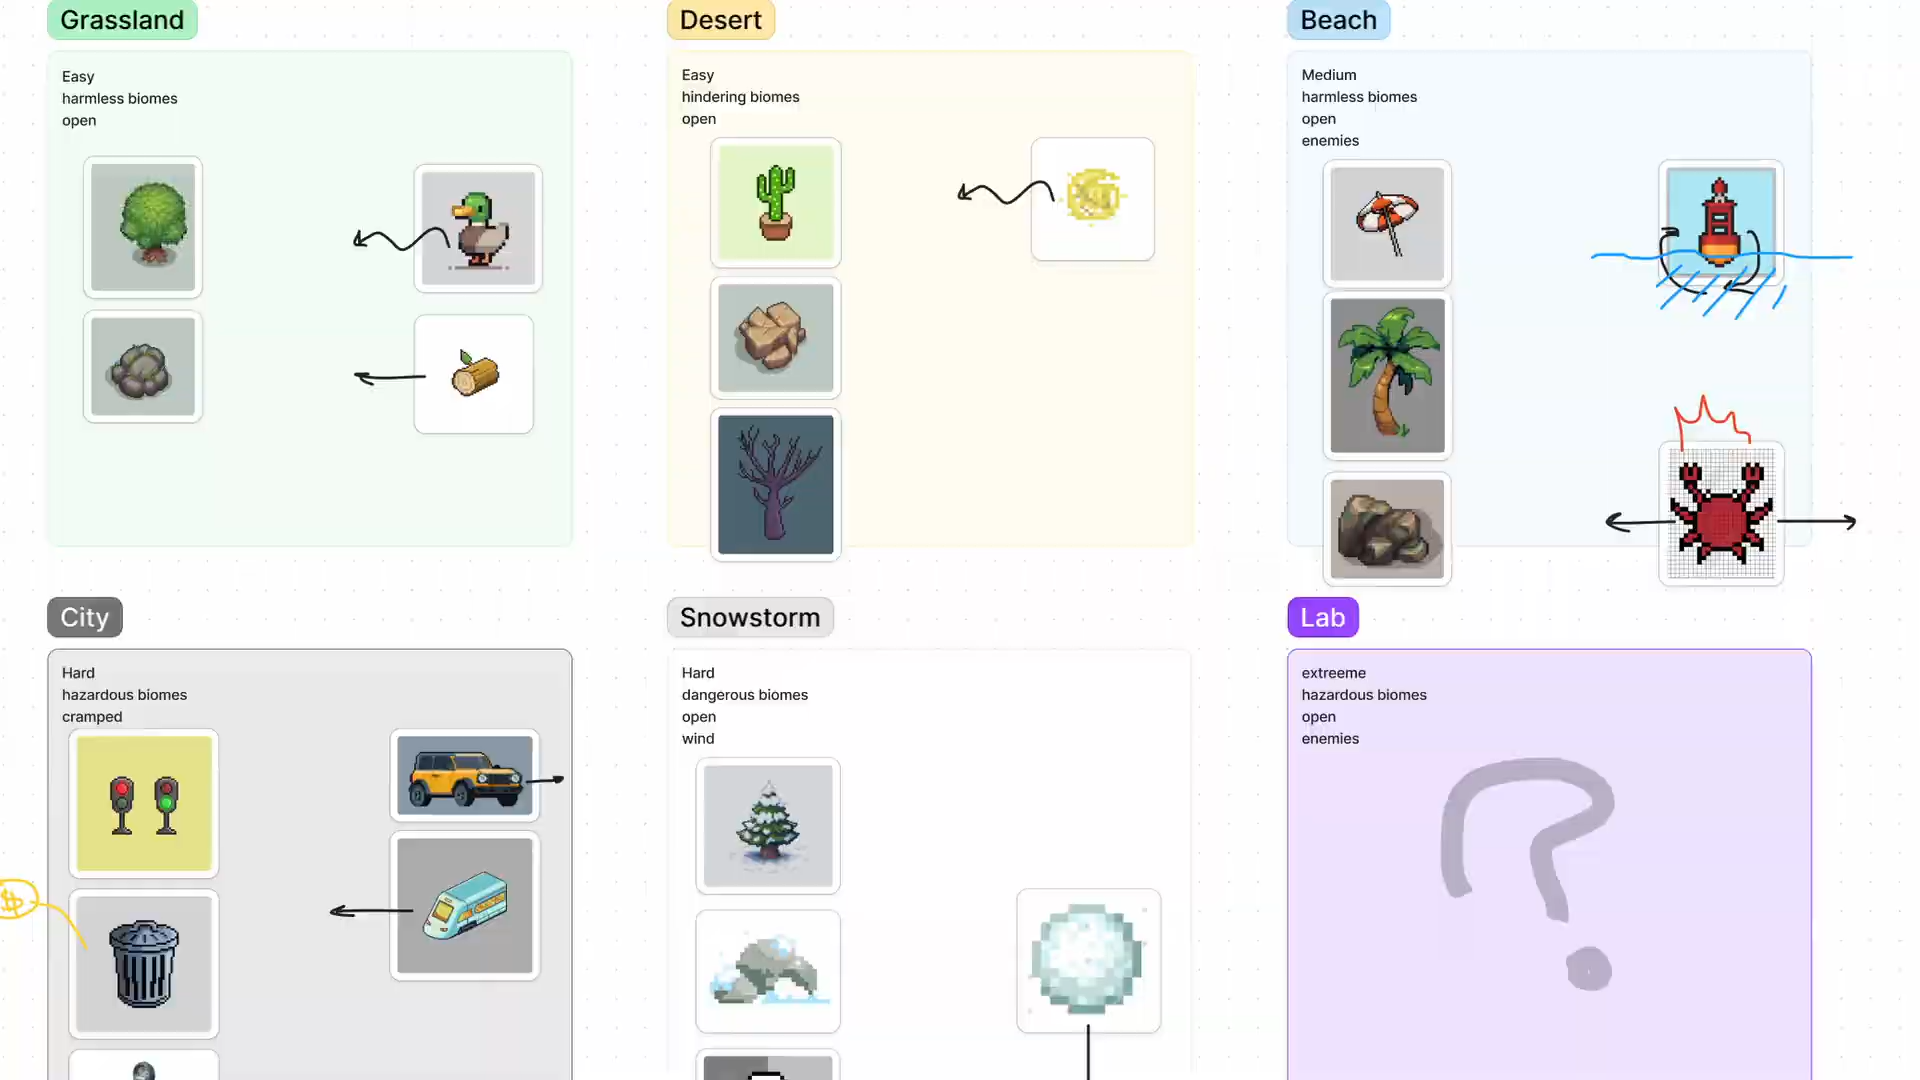 Grassland
Easy
harmless biomes
open
Desert
Easy
hindering biomes
open
Beach
Medium
harmless biomes
open
enemies
City
Hard
hazardous biomes
cramped
$
Snowstorm
Hard
dangerous biomes
open
wind
Lab
extreeme
hazardous biomes
open
enemies
?